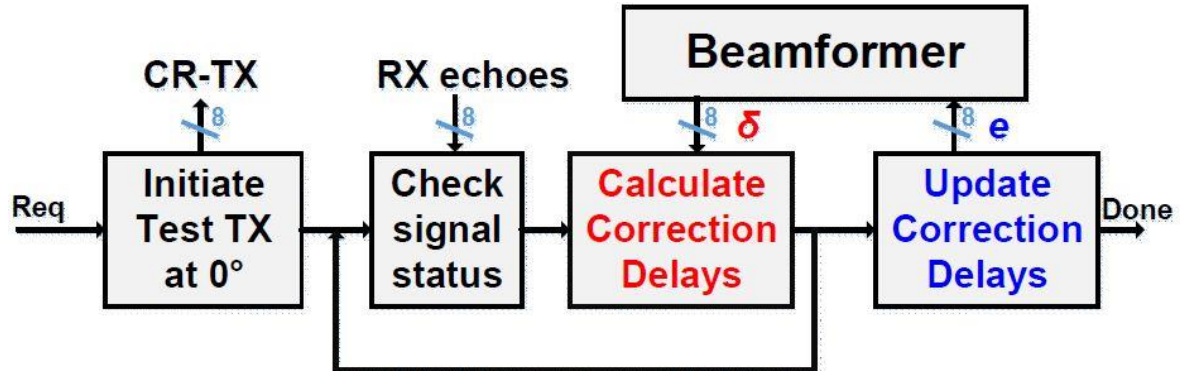 Beamformer
CR-TX
RX echoes
8
8
8
δ
8
e
Req
Initiate
Test TX
at 0°
Check
signal
status
Calculate
Correction
Delays
Update
Correction
Delays
Done